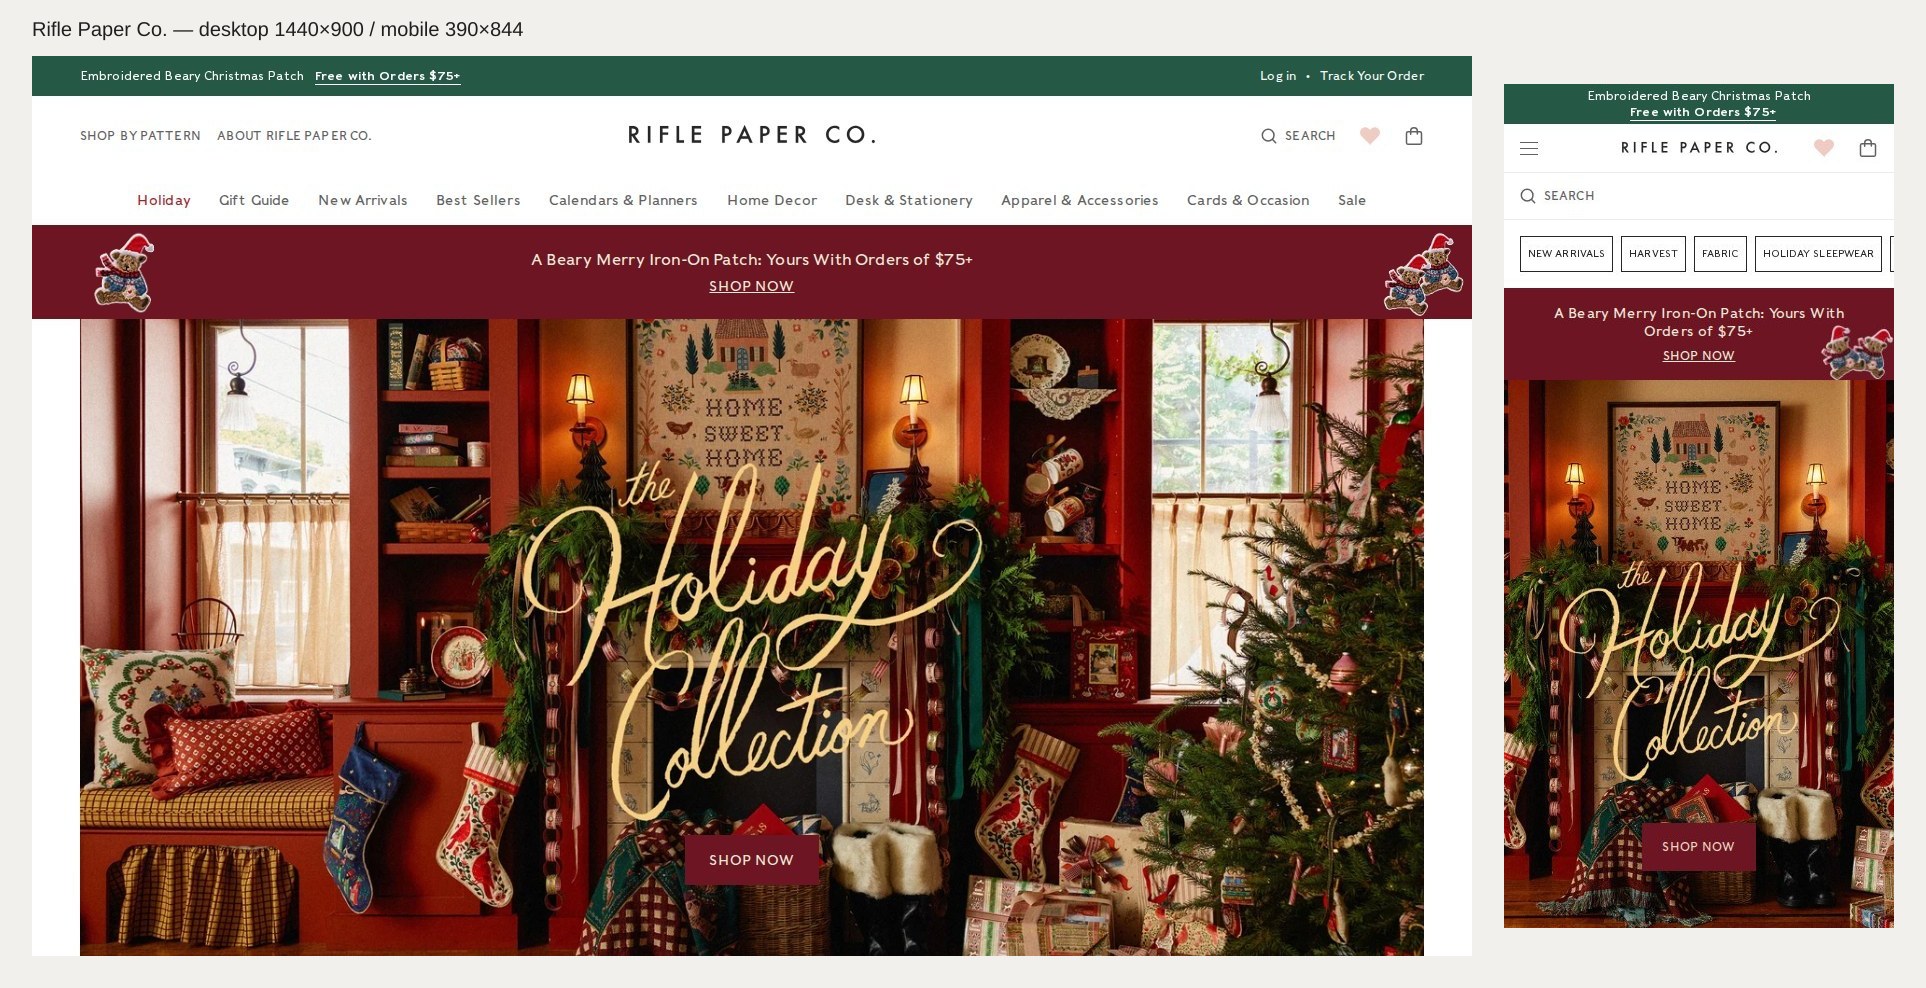 Rifle Paper Co. — desktop 1440×900 / mobile 390×844
Embroidered Beary Christmas Patch Free with Orders $75+
Log in • Track Your Order
SHOP BY PATTERN ABOUT RIFLE PAPER CO.
RIFLE PAPER CO.
SEARCH
Holiday Gift Guide New Arrivals Best Sellers Calendars & Planners Home Decor Desk & Stationery Apparel & Accessories Cards & Occasion Sale
A Beary Merry Iron-On Patch: Yours With Orders of $75+
SHOP NOW
HOME
SWEET
HOME
the
Holiday
Collection
SHOP NOW
Embroidered Beary Christmas Patch
Free with Orders $75+
RIFLE PAPER CO.
SEARCH
NEW ARRIVALS HARVEST FABRIC HOLIDAY SLEEPWEAR
A Beary Merry Iron-On Patch: Yours With
Orders of $75+
SHOP NOW
HOME
SWEET
HOME
the
Holiday
Collection
SHOP NOW